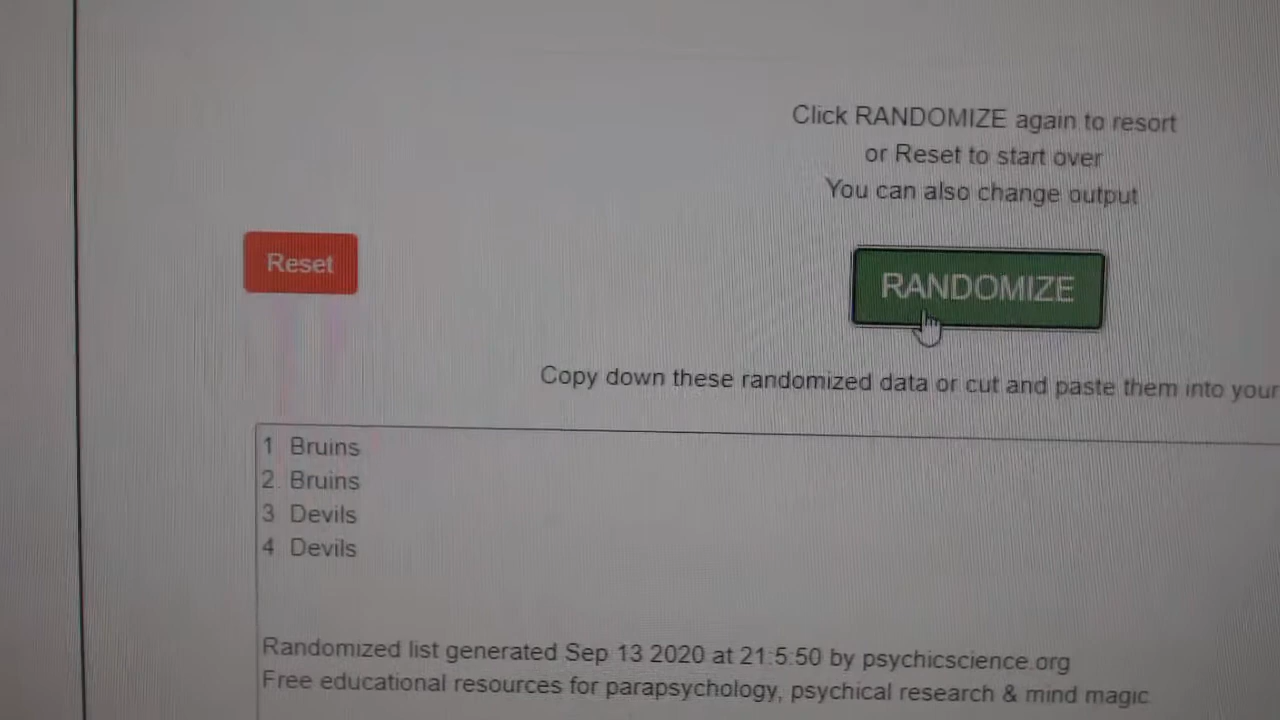 Click RANDOMIZE again to resort
or Reset to start over
You can also change output
Reset
RANDOMIZE
Copy down these randomized data or cut and paste them into your
1 Bruins
2 Bruins
3 Devils
4 Devils
Randomized list generated Sep 13 2020 at 21:5:50 by psychicscience.org
Free educational resources for parapsychology, psychical research & mind magic